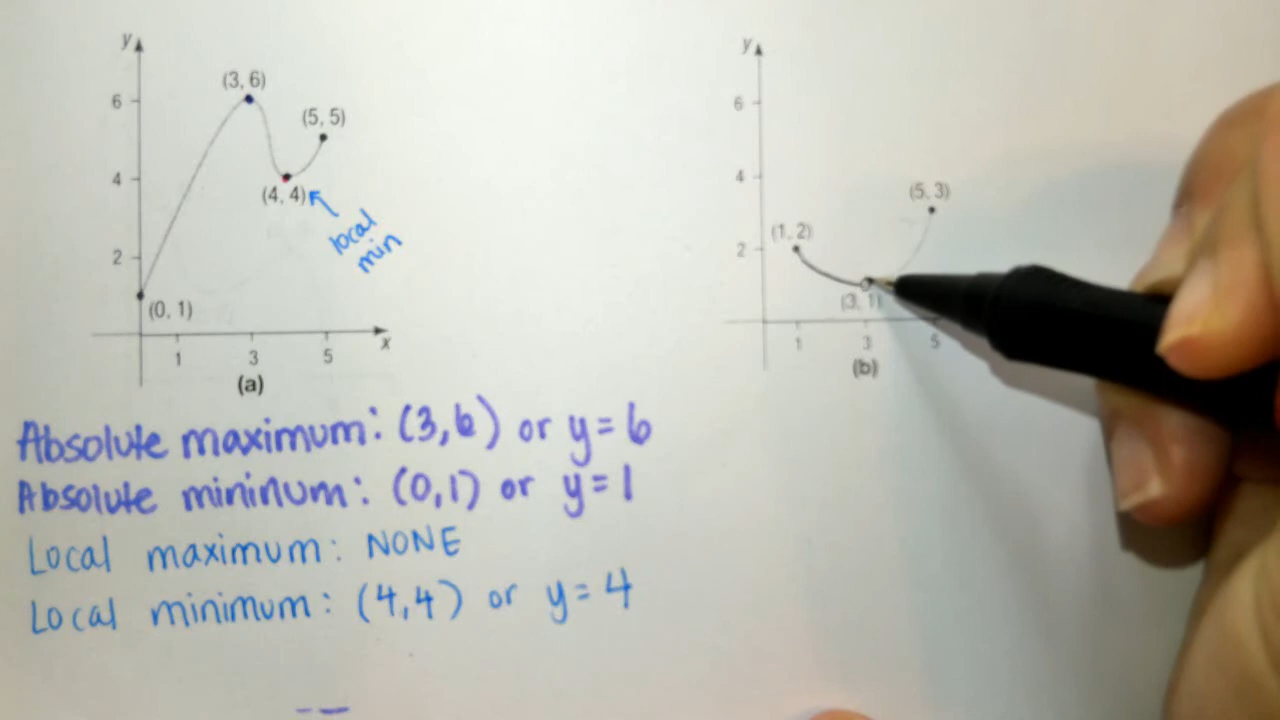 y
(3, 6)
6
(5, 5)
4
(4, 4)
local
min
2
(0, 1)
x
1
3
5
(a)
y
6
4
(5, 3)
(1, 2)
2
(3, 1)
1
3
5
(b)
Absolute maximum: (3,6) or y=6
Absolute mininum: (0,1) or y=1
Local maximum: NONE
Local minimum: (4,4) or y=4